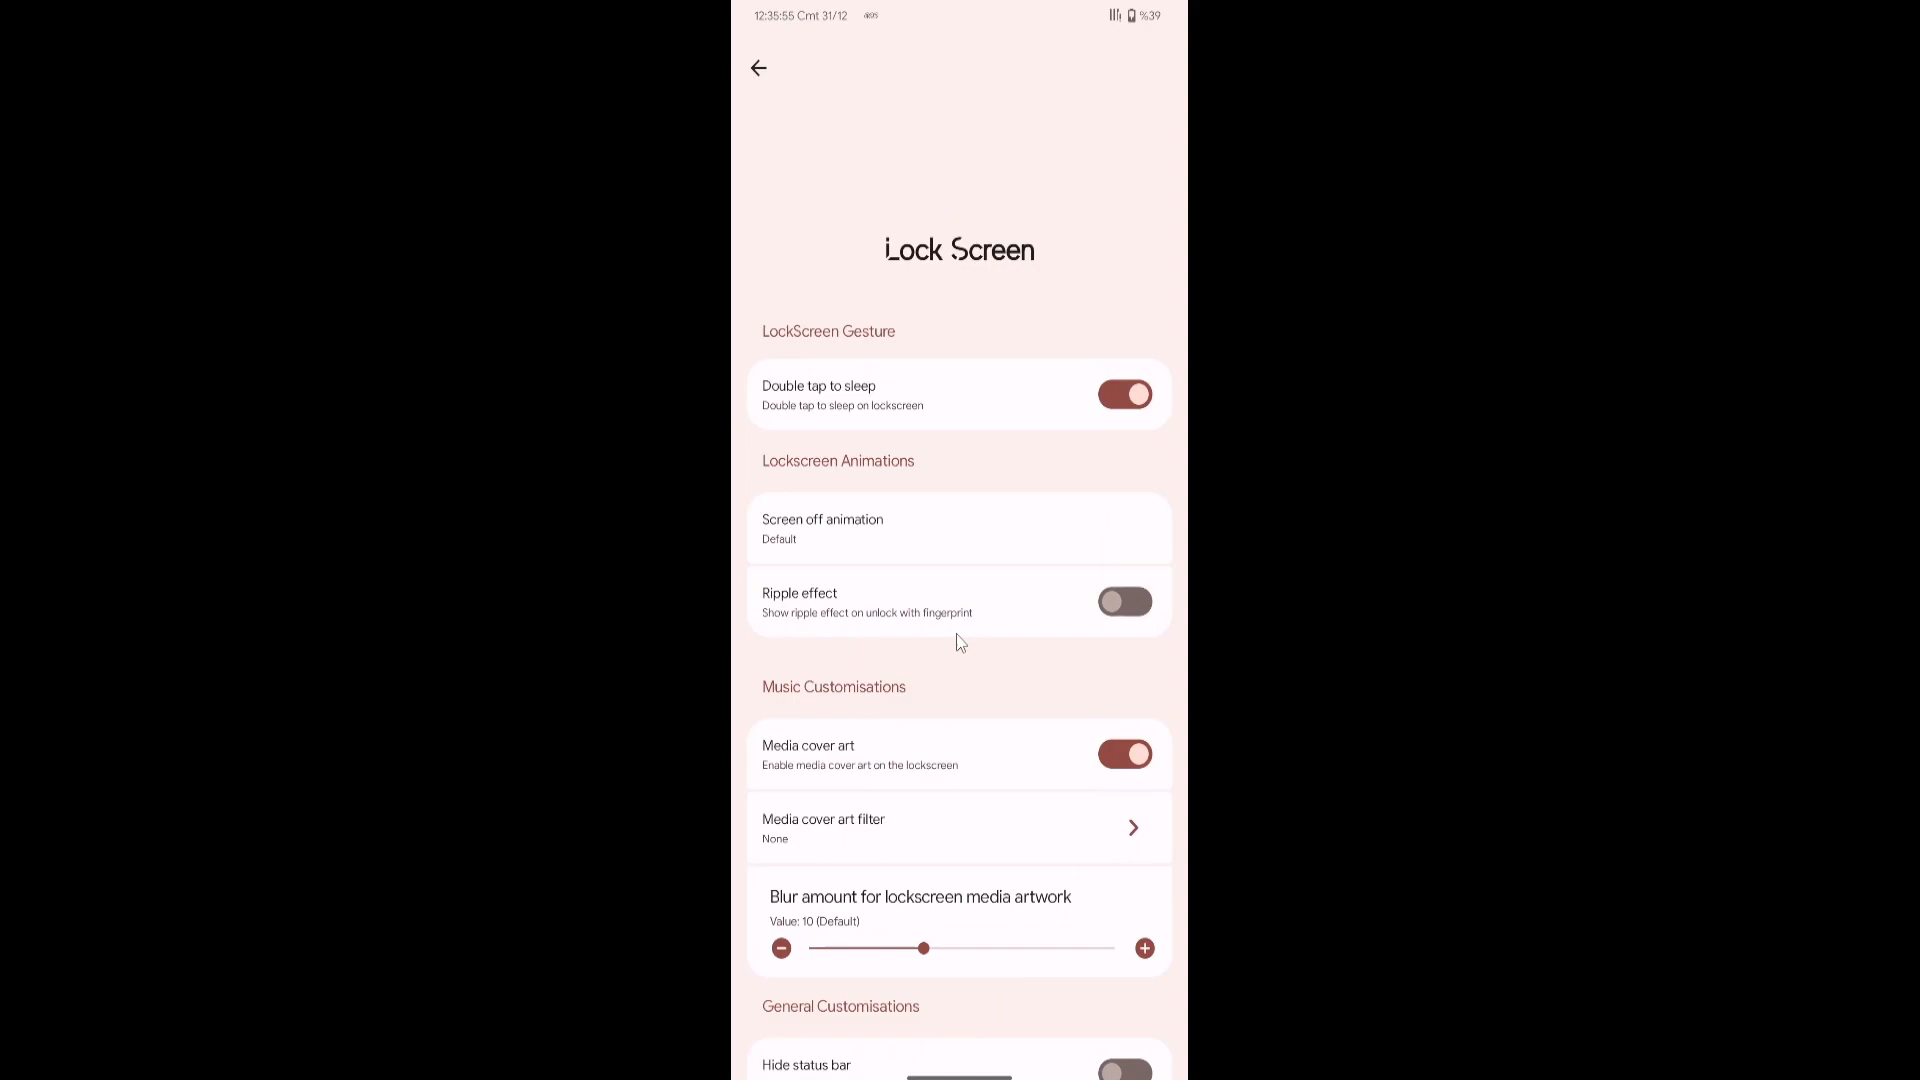 12:35:55 Cmt 31/12
%39
Lock Screen
LockScreen Gesture
Double tap to sleep
Double tap to sleep on lockscreen
Lockscreen Animations
Screen off animation
Default
Ripple effect
Show ripple effect on unlock with fingerprint
Music Customisations
Media cover art
Enable media cover art on the lockscreen
Media cover art filter
None
Blur amount for lockscreen media artwork
Value: 10 (Default)
General Customisations
Hide status bar